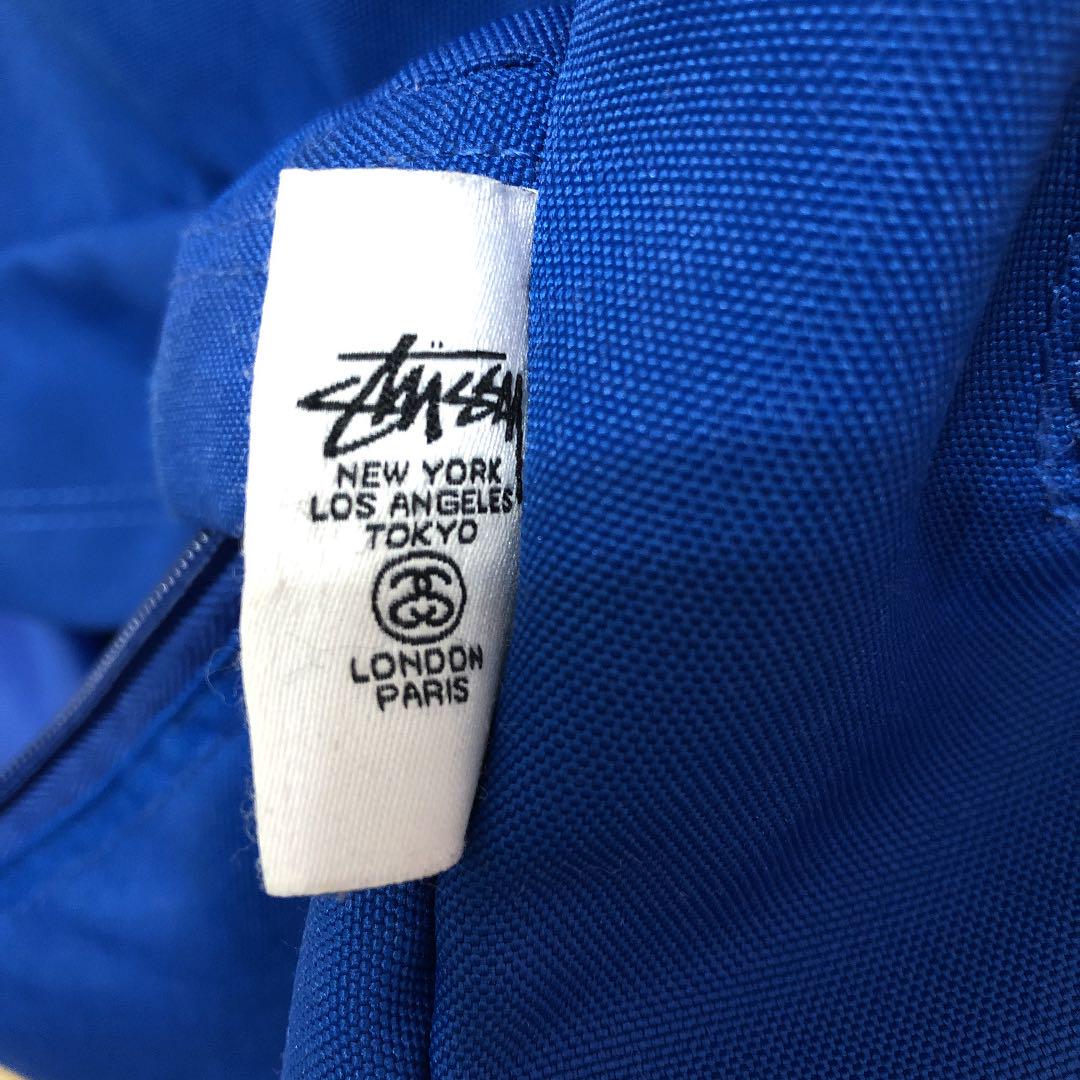 Stüssy
NEW YORK
LOS ANGELES
TOKYO
LONDON
PARIS